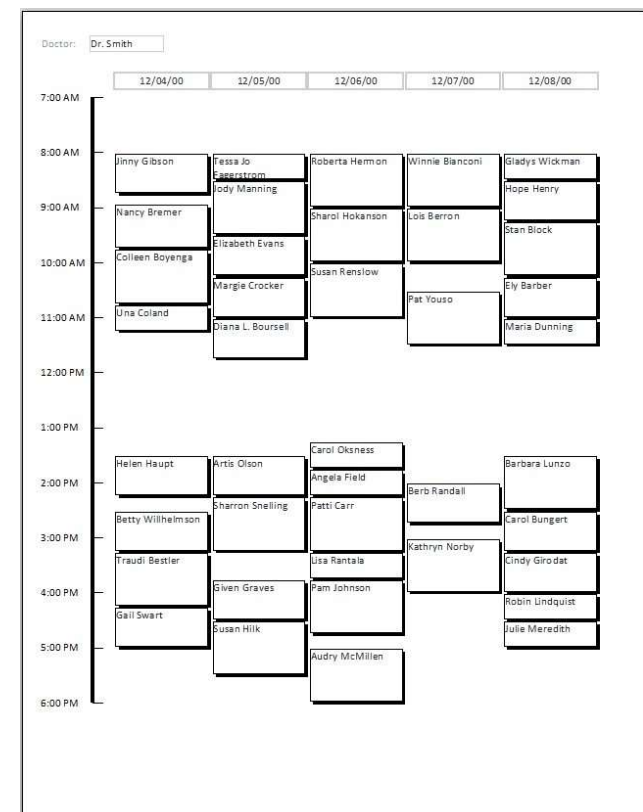 Doctor: Dr. Smith
12/04/00 12/05/00 12/06/00 12/07/00 12/08/00
7:00 AM
8:00 AM
Jinny Gibson
Tessa Jo
Fagerstrom
Roberta Hermon
Winnie Bianconi
Gladys Wickman
Jody Manning
Hope Henry
9:00 AM
Nancy Bremer
Sharol Hokanson
Lois Berron
Stan Block
Elizabeth Evans
Colleen Boyenga
10:00 AM
Susan Renslow
Margie Crocker
Ely Barber
Pat Youso
Una Coland
11:00 AM
Diana L. Boursell
Maria Dunning
12:00 PM
1:00 PM
Carol Oksness
Helen Haupt
Artis Olson
Barbara Lunzo
Angela Field
2:00 PM
Berb Randall
Sharron Snelling
Patti Carr
Betty Willhelmson
Carol Bungert
3:00 PM
Kathryn Norby
Traudi Bestler
Lisa Rantala
Cindy Girodat
Given Graves
Pam Johnson
4:00 PM
Robin Lindquist
Gail Swart
Susan Hilk
Julie Meredith
5:00 PM
Audry McMillen
6:00 PM